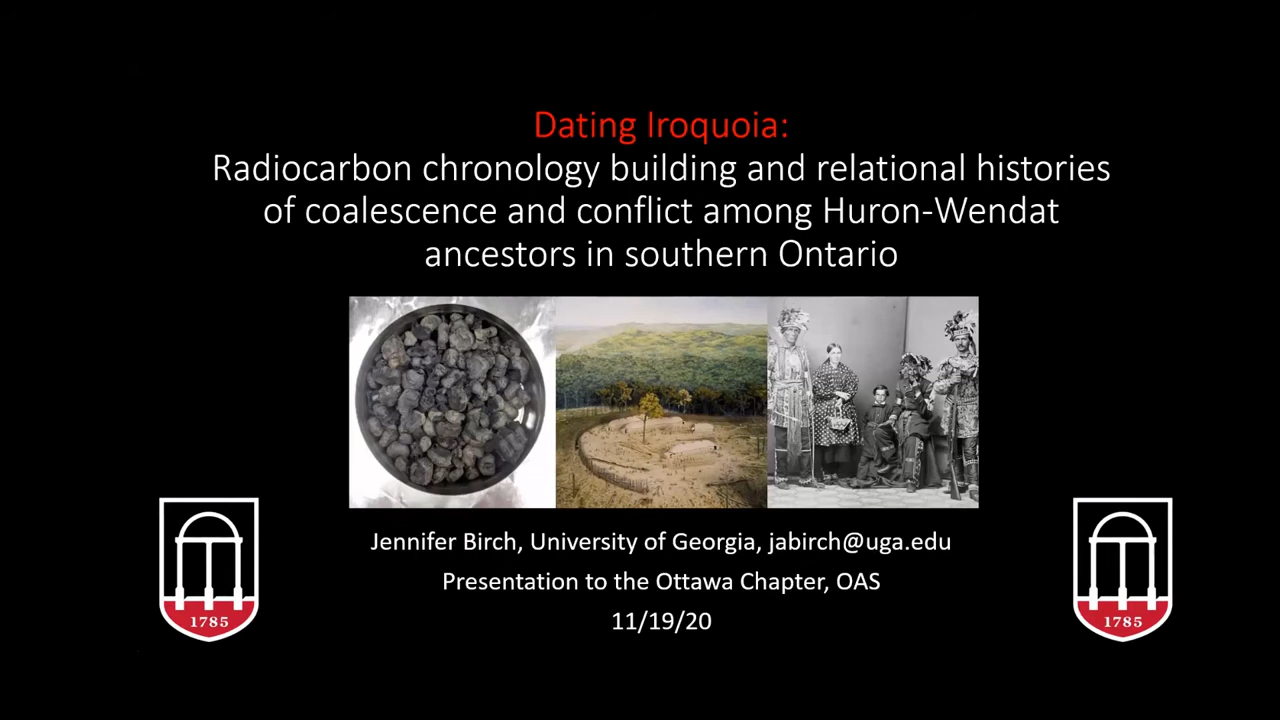 Dating Iroquoia:
Radiocarbon chronology building and relational histories
of coalescence and conflict among Huron-Wendat
ancestors in southern Ontario
Jennifer Birch, University of Georgia, jabirch@uga.edu
Presentation to the Ottawa Chapter, OAS
11/19/20
1785
1785